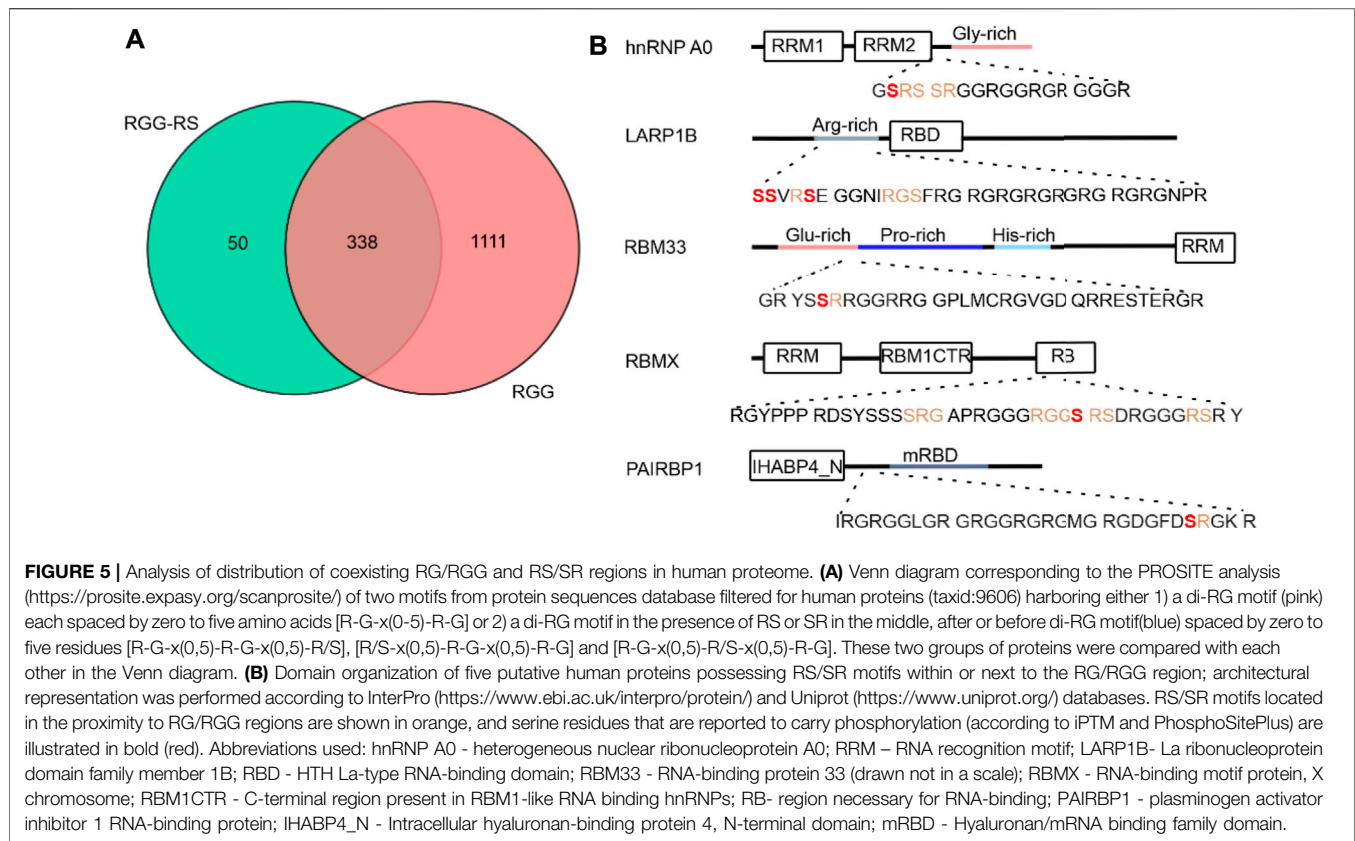 A
RGG-RS
50
338
1111
RGG
B
hnRNP A0
RRM1
RRM2
Gly-rich
GSRS SRGGRGGRGR GGGR
LARP1B
Arg-rich
RBD
SSVRSE GGNIRGSFRG RGRGRGRGRG RGRGNPR
RBM33
Glu-rich
Pro-rich
His-rich
RRM
GR YSSRRGGRRG GPLMCRGVGD QRRESTERGR
RBMX
RRM
RBM1CTR
RB
RGYPPP RDSYSSSSRG APRGGGRGGS RSDRGGGRSR Y
PAIRBP1
IHABP4_N
mRBD
IRGRGGLGR GRGGRGRGMG RGDGFDSRGK R
FIGURE 5 | Analysis of distribution of coexisting RG/RGG and RS/SR regions in human proteome. (A) Venn diagram corresponding to the PROSITE analysis
(https://prosite.expasy.org/scanprosite/) of two motifs from protein sequences database filtered for human proteins (taxid:9606) harboring either 1) a di-RG motif (pink)
each spaced by zero to five amino acids [R-G-x(0-5)-R-G] or 2) a di-RG motif in the presence of RS or SR in the middle, after or before di-RG motif(blue) spaced by zero to
five residues [R-G-x(0,5)-R-G-x(0,5)-R/S], [R/S-x(0,5)-R-G-x(0,5)-R-G] and [R-G-x(0,5)-R/S-x(0,5)-R-G]. These two groups of proteins were compared with each
other in the Venn diagram. (B) Domain organization of five putative human proteins possessing RS/SR motifs within or next to the RG/RGG region; architectural
representation was performed according to InterPro (https://www.ebi.ac.uk/interpro/protein/) and Uniprot (https://www.uniprot.org/) databases. RS/SR motifs located
in the proximity to RG/RGG regions are shown in orange, and serine residues that are reported to carry phosphorylation (according to iPTM and PhosphoSitePlus) are
illustrated in bold (red). Abbreviations used: hnRNP A0 - heterogeneous nuclear ribonucleoprotein A0; RRM – RNA recognition motif; LARP1B- La ribonucleoprotein
domain family member 1B; RBD - HTH La-type RNA-binding domain; RBM33 - RNA-binding protein 33 (drawn not in a scale); RBMX - RNA-binding motif protein, X
chromosome; RBM1CTR - C-terminal region present in RBM1-like RNA binding hnRNPs; RB- region necessary for RNA-binding; PAIRBP1 - plasminogen activator
inhibitor 1 RNA-binding protein; IHABP4_N - Intracellular hyaluronan-binding protein 4, N-terminal domain; mRBD - Hyaluronan/mRNA binding family domain.